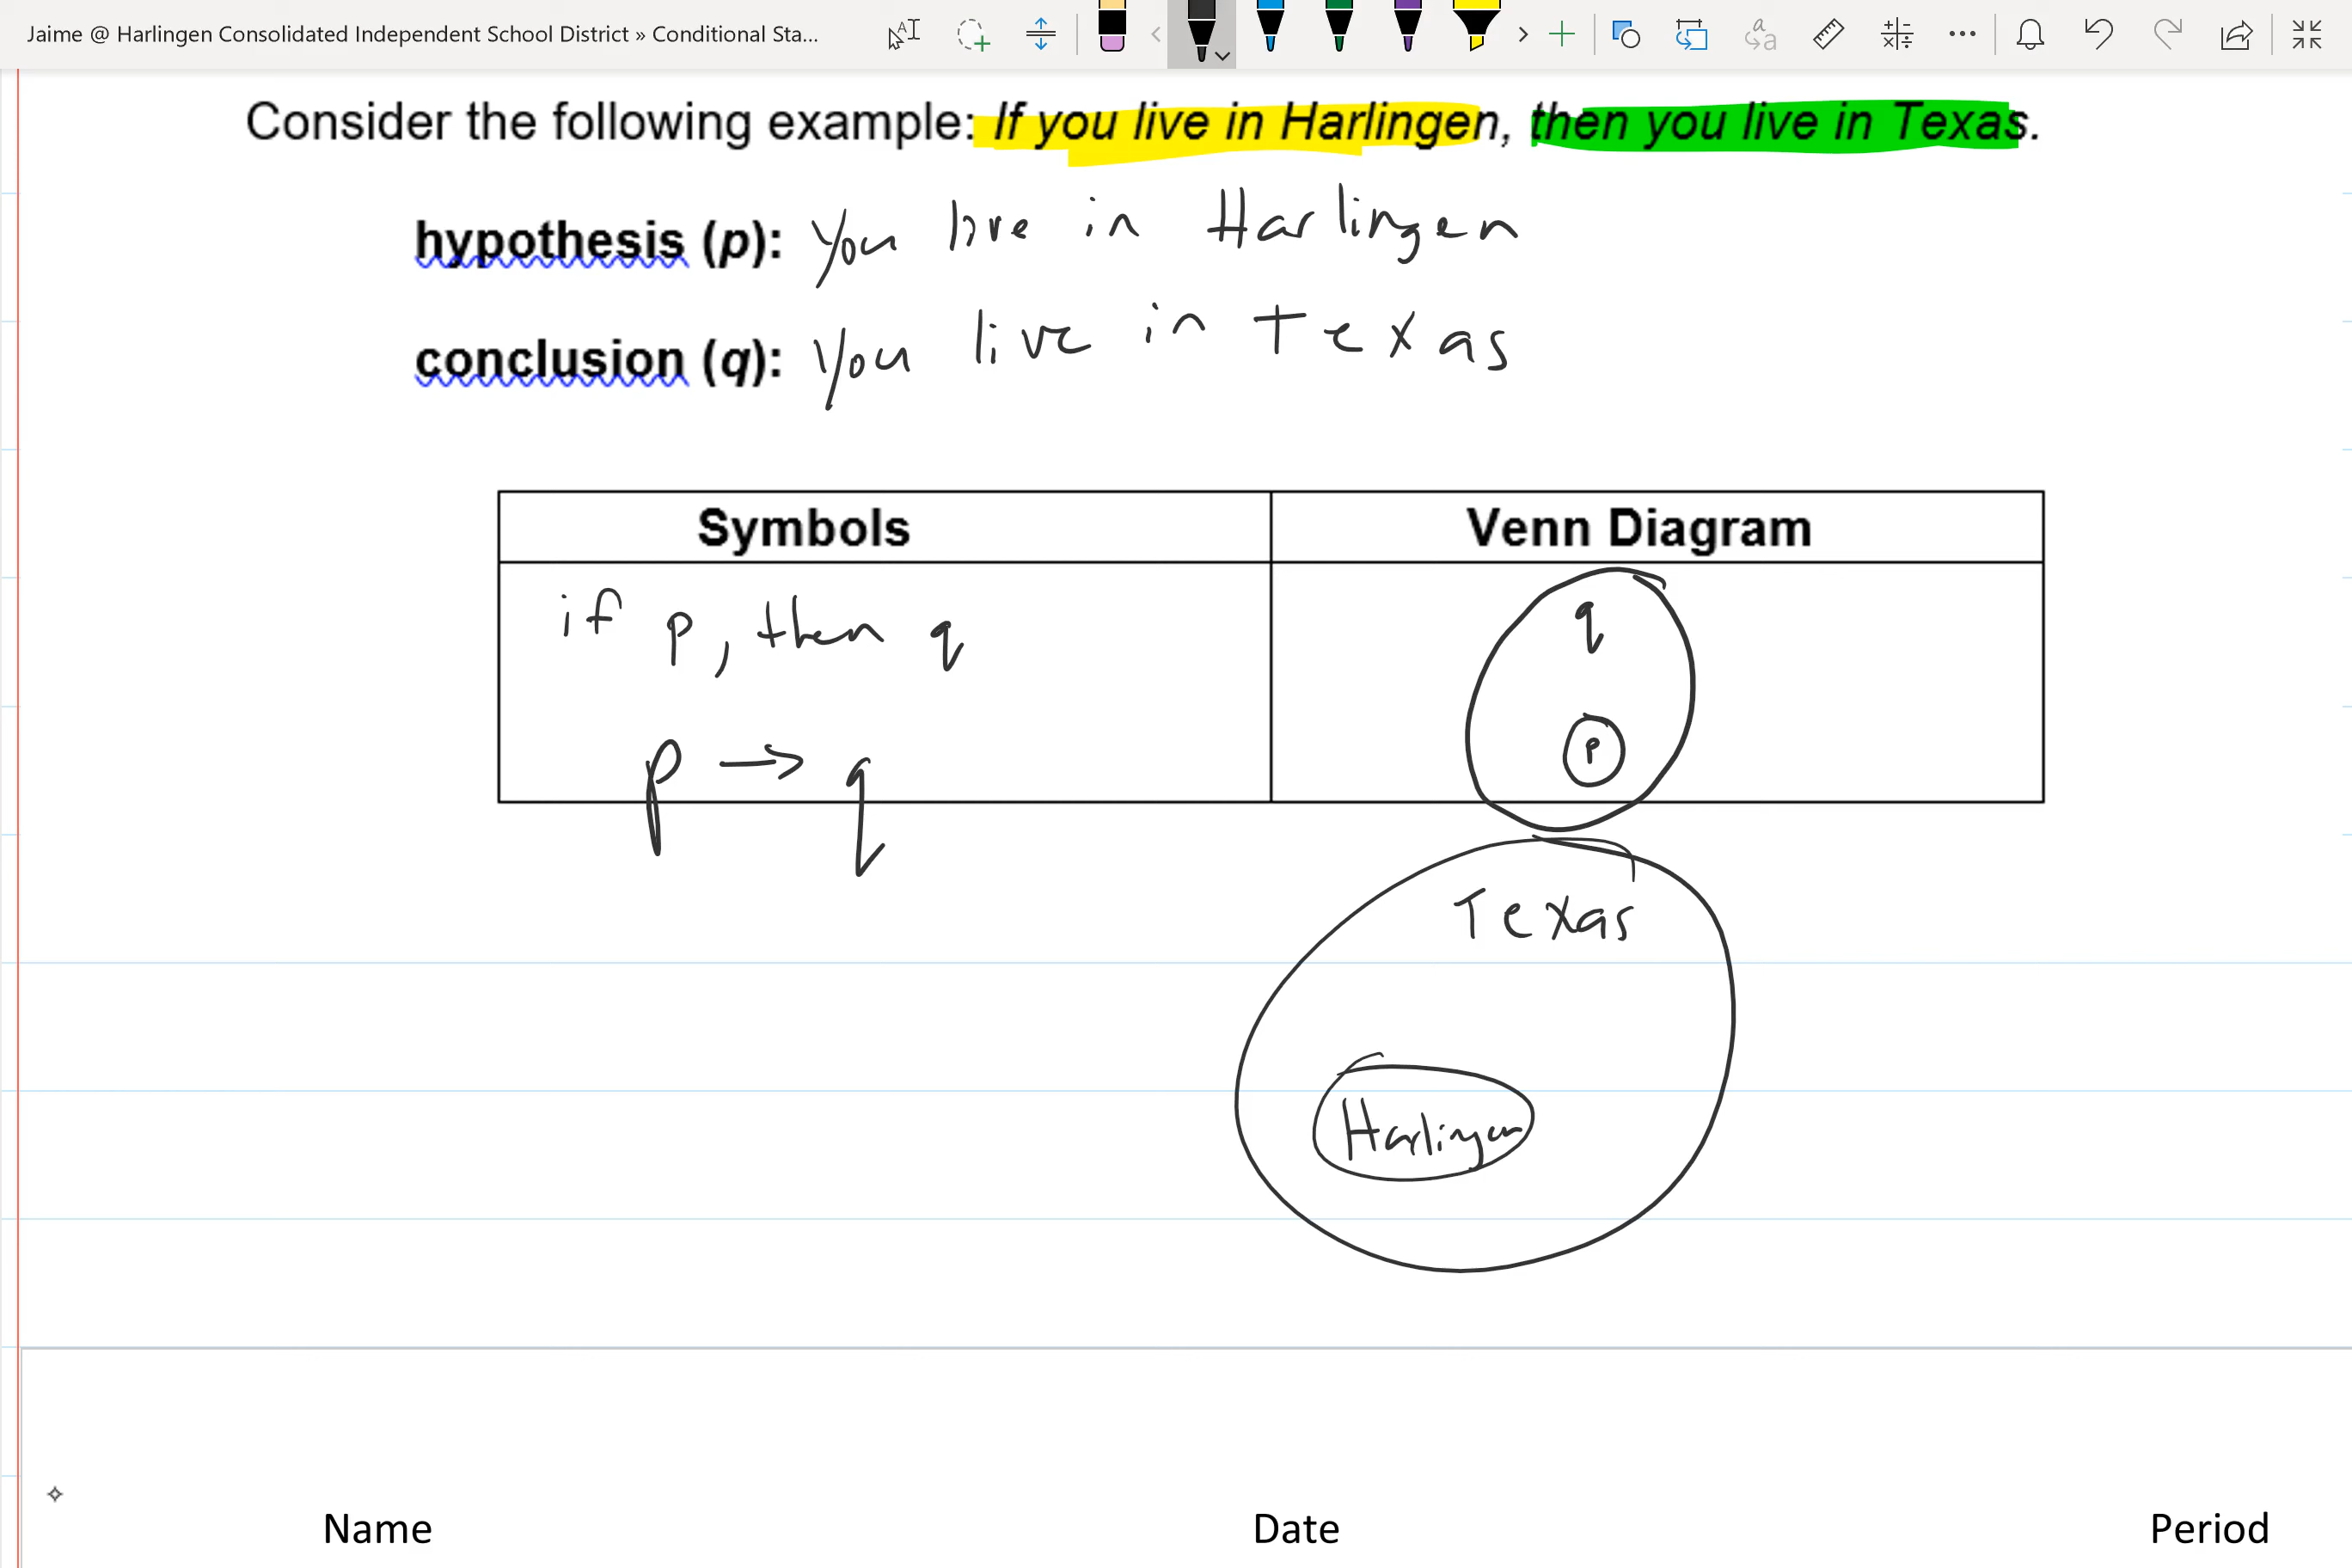 Jaime @ Harlingen Consolidated Independent School District » Conditional Sta...
Consider the following example: If you live in Harlingen, then you live in Texas.
hypothesis (p): You live in Harlingen
conclusion (q): You live in Texas
Symbols
Venn Diagram
if p, then q
p → q
q
p
Texas
Harlingen
Name
Date
Period